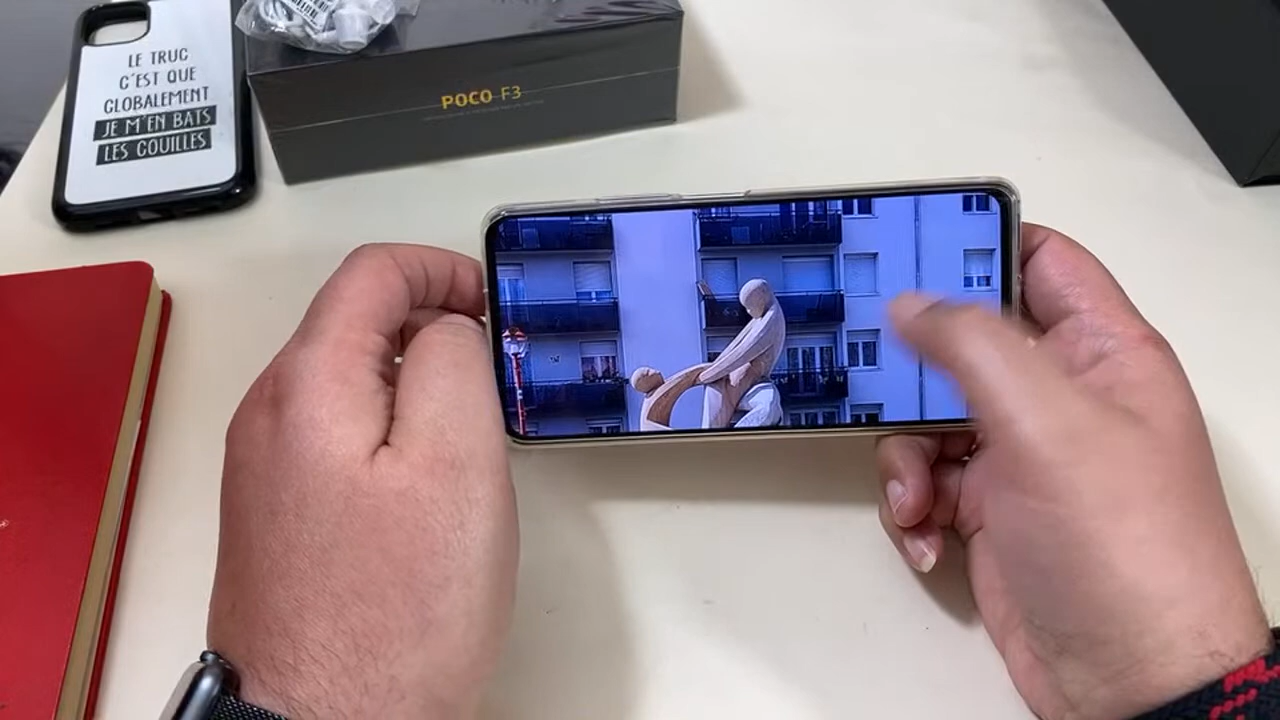 LE TRUC
C'EST QUE
GLOBALEMENT
JE M'EN BATS
LES COUILLES
POCO F3